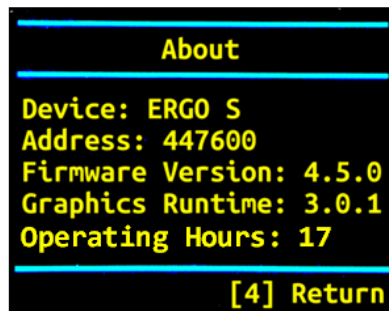 About
Device: ERGO S
Address: 447600
Firmware Version: 4.5.0
Graphics Runtime: 3.0.1
Operating Hours: 17
[4] Return